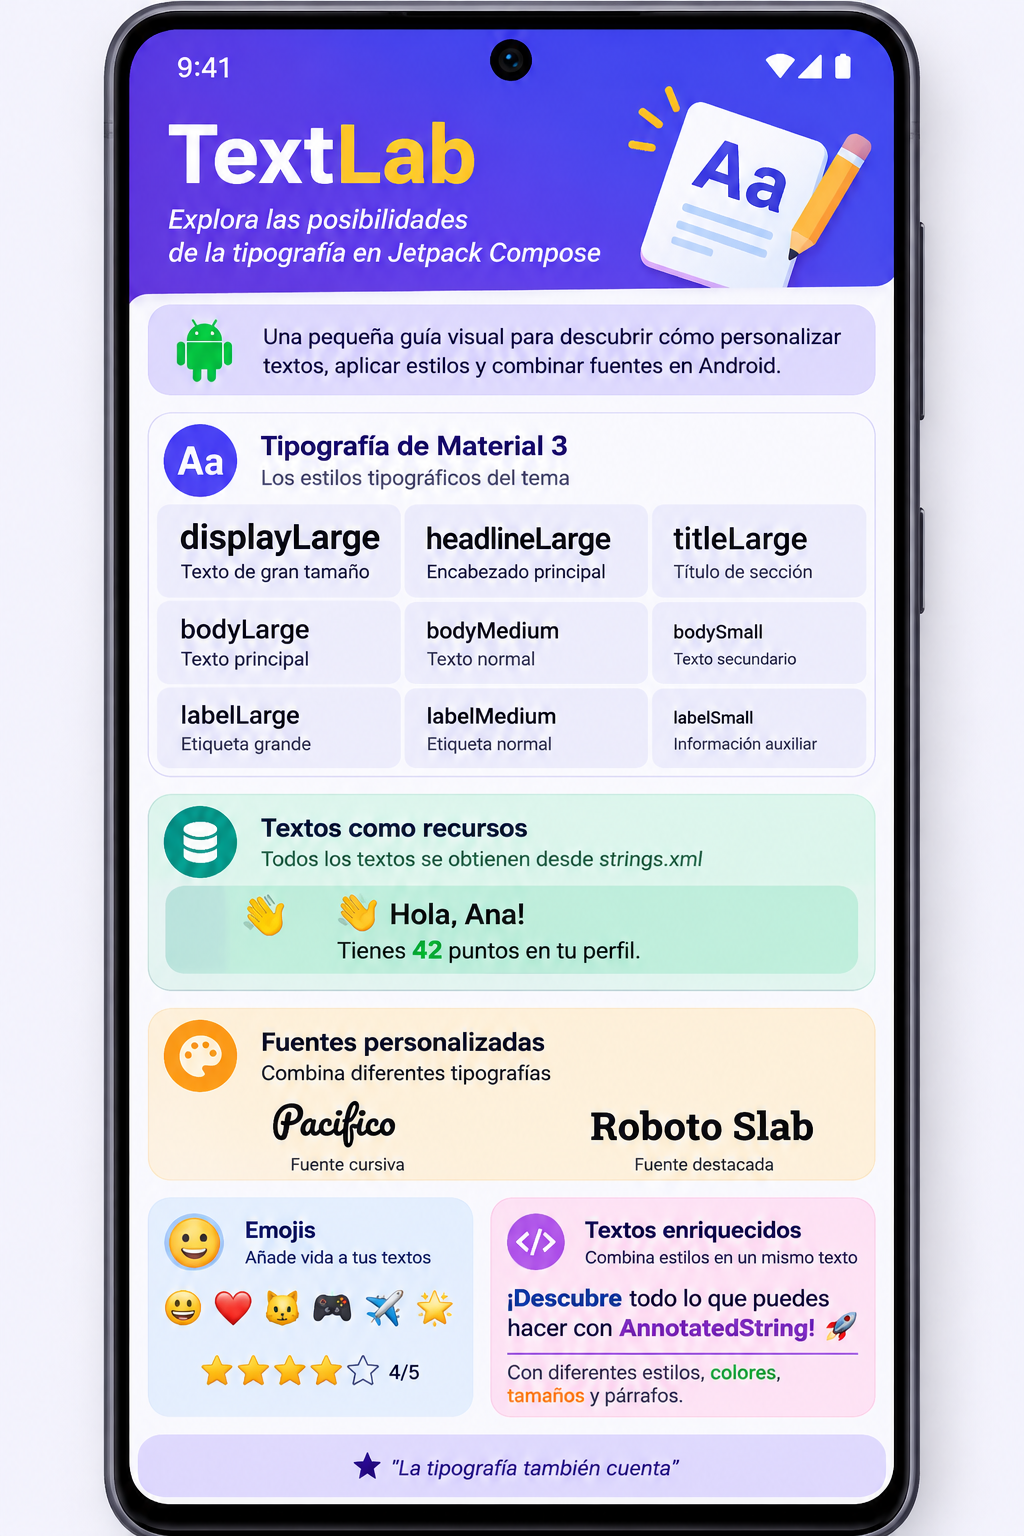 9:41
TextLab
Explora las posibilidades
de la tipografía en Jetpack Compose
Aa
Una pequeña guía visual para descubrir cómo personalizar
textos, aplicar estilos y combinar fuentes en Android.
Aa
Tipografía de Material 3
Los estilos tipográficos del tema
displayLarge
Texto de gran tamaño
headlineLarge
Encabezado principal
titleLarge
Título de sección
bodyLarge
Texto principal
bodyMedium
Texto normal
bodySmall
Texto secundario
labelLarge
Etiqueta grande
labelMedium
Etiqueta normal
labelSmall
Información auxiliar
Textos como recursos
Todos los textos se obtienen desde strings.xml
👋 👋 Hola, Ana!
Tienes 42 puntos en tu perfil.
Fuentes personalizadas
Combina diferentes tipografías
Pacifico
Fuente cursiva
Roboto Slab
Fuente destacada
Emojis
Añade vida a tus textos
😀 ❤️ 🐱 🎮 ✈️ 🌟
4/5
</>
Textos enriquecidos
Combina estilos en un mismo texto
¡Descubre todo lo que puedes
hacer con AnnotatedString! 🚀
Con diferentes estilos, colores,
tamaños y párrafos.
★ "La tipografía también cuenta"